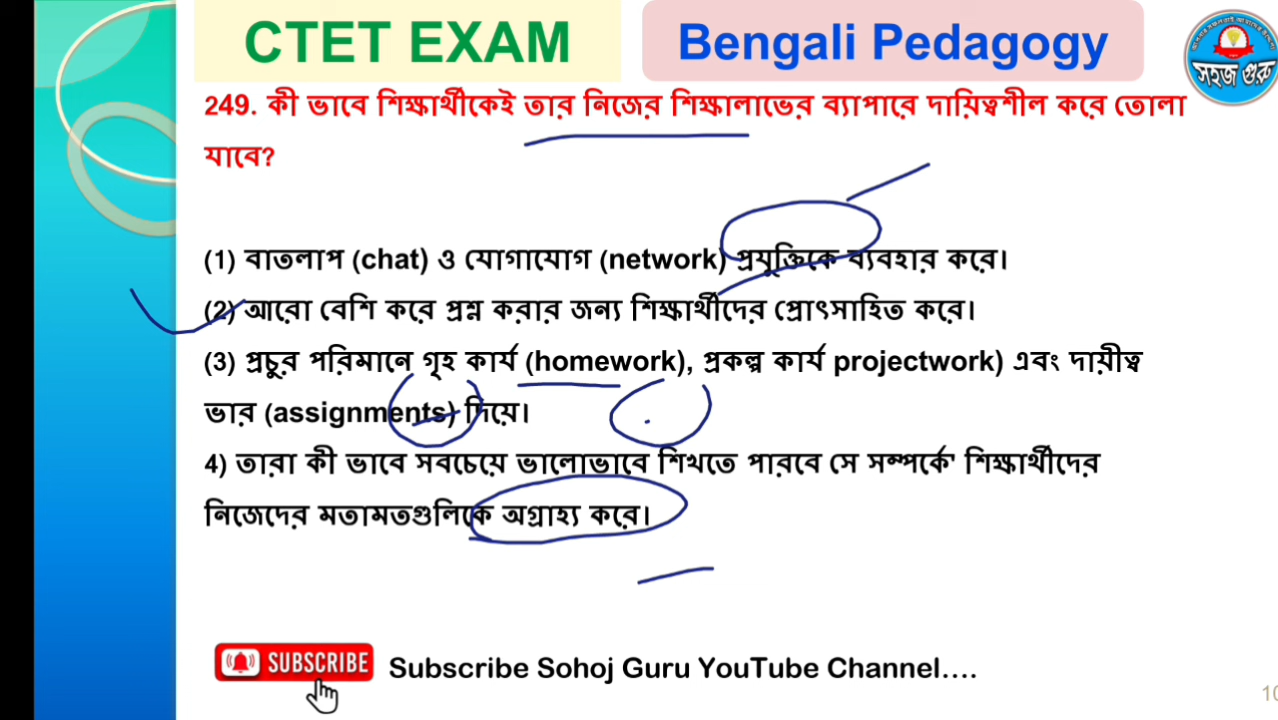 CTET EXAM
Bengali Pedagogy
সহজ গুরু
249. কী ভাবে শিক্ষার্থীকেই তার নিজের শিক্ষালাভের ব্যাপারে দায়িত্বশীল করে তোলা
যাবে?
(1) বাতলাপ (chat) ও যোগাযোগ (network) প্রযুক্তিকে ব্যবহার করে।
(2) আরো বেশি করে প্রশ্ন করার জন্য শিক্ষার্থীদের প্রোৎসাহিত করে।
(3) প্রচুর পরিমানে গৃহ কার্য (homework), প্রকল্প কার্য projectwork) এবং দায়ীত্ব
ভার (assignments) দিয়ে।
4) তারা কী ভাবে সবচেয়ে ভালোভাবে শিখতে পারবে সে সম্পর্কে' শিক্ষার্থীদের
নিজেদের মতামতগুলিকে অগ্রাহ্য করে।
SUBSCRIBE
Subscribe Sohoj Guru YouTube Channel....